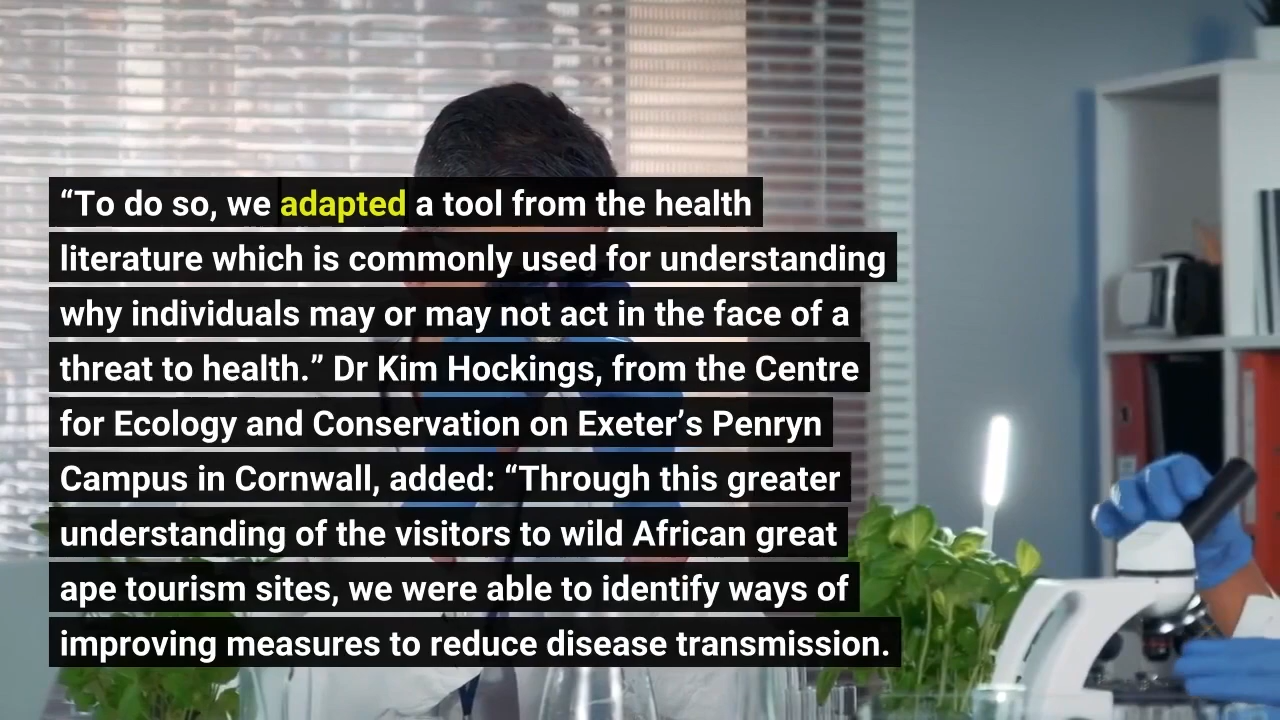 “To do so, we adapted a tool from the health
literature which is commonly used for understanding
why individuals may or may not act in the face of a
threat to health.” Dr Kim Hockings, from the Centre
for Ecology and Conservation on Exeter’s Penryn
Campus in Cornwall, added: “Through this greater
understanding of the visitors to wild African great
ape tourism sites, we were able to identify ways of
improving measures to reduce disease transmission.